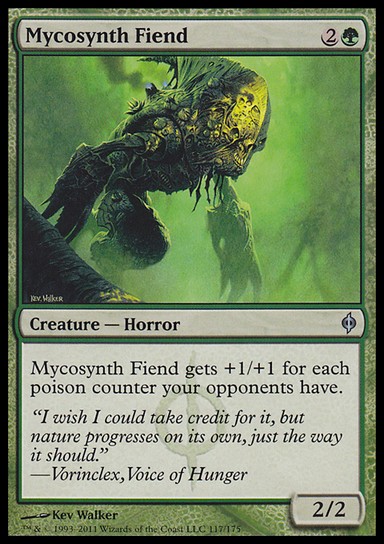 Mycosynth Fiend 2
KEV. WALKER
Creature — Horror
Mycosynth Fiend gets +1/+1 for each
poison counter your opponents have.
“I wish I could take credit for it, but
nature progresses on its own, just the way
it should.”
—Vorinclex, Voice of Hunger
Kev Walker
2/2
™ & © 1993–2011 Wizards of the Coast LLC 117/175